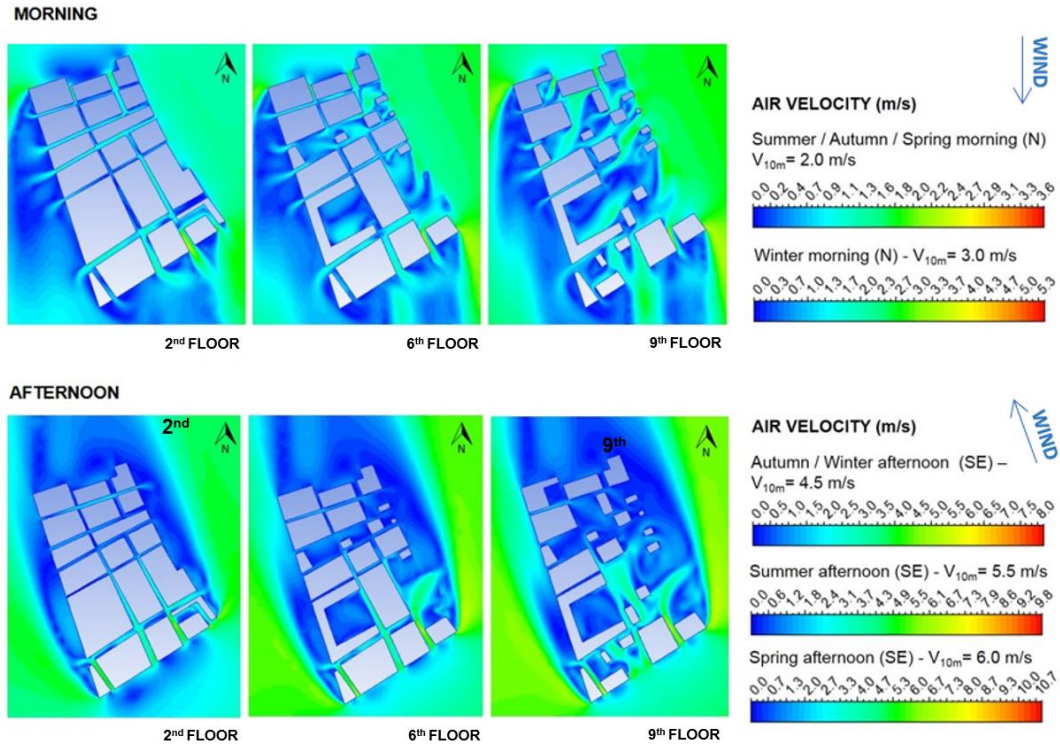 MORNING
N
N
N
2nd FLOOR
6th FLOOR
9th FLOOR
WIND
AIR VELOCITY (m/s)
Summer / Autumn / Spring morning (N)
V10m= 2.0 m/s
0.0 0.2 0.4 0.7 0.9 1.1 1.3 1.6 1.8 2.0 2.2 2.4 2.7 2.9 3.1 3.3 3.6
Winter morning (N) - V10m= 3.0 m/s
0.0 0.3 0.7 1.0 1.3 1.7 2.0 2.3 2.7 3.0 3.3 3.7 4.0 4.3 4.7 5.0 5.3
AFTERNOON
2nd
N
N
9th
N
2nd FLOOR
6th FLOOR
9th FLOOR
WIND
AIR VELOCITY (m/s)
Autumn / Winter afternoon (SE) –
V10m= 4.5 m/s
0.0 0.5 1.0 1.5 2.0 2.5 3.0 3.5 4.0 4.5 5.0 5.5 6.0 6.5 7.0 7.5 8.0
Summer afternoon (SE) - V10m= 5.5 m/s
0.0 0.6 1.2 1.8 2.4 3.1 3.7 4.3 4.9 5.5 6.1 6.7 7.3 7.9 8.6 9.2 9.8
Spring afternoon (SE) - V10m= 6.0 m/s
0.0 0.7 1.3 2.0 2.7 3.3 4.0 4.7 5.3 6.0 6.7 7.3 8.0 8.7 9.3 10.0 10.7